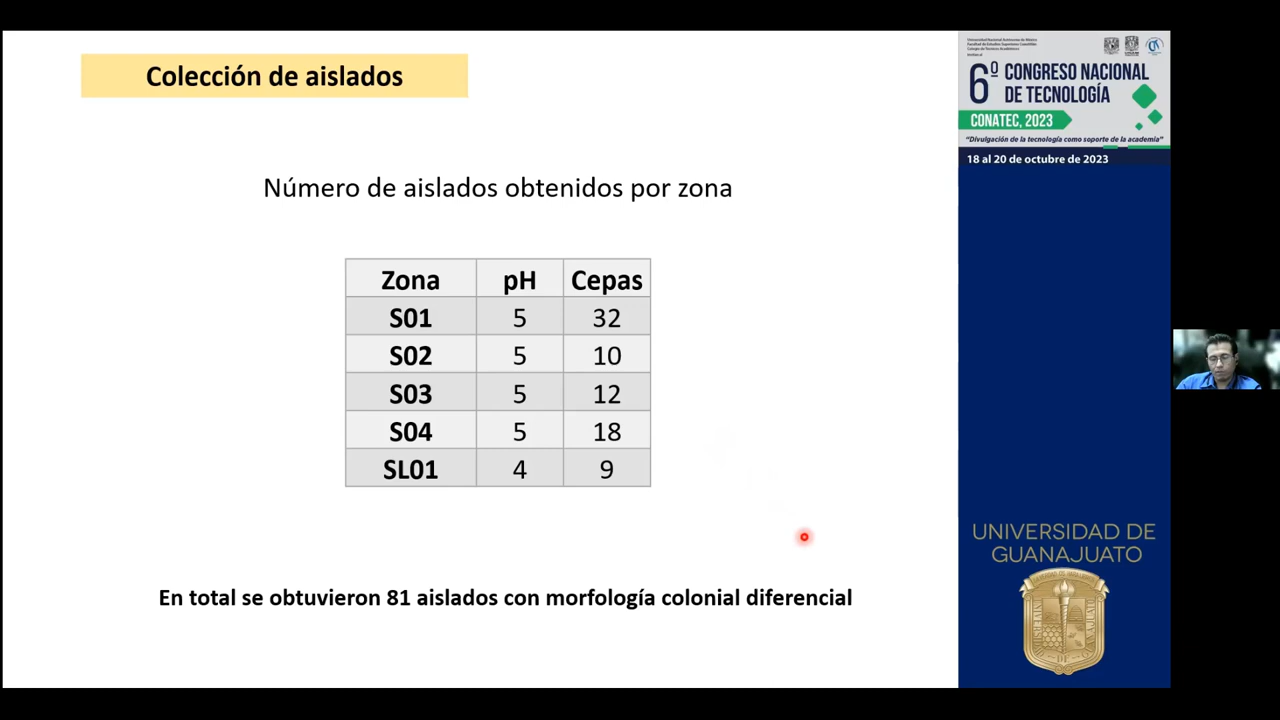 Colección de aislados
Número de aislados obtenidos por zona
Zona pH Cepas
S01 5 32
S02 5 10
S03 5 12
S04 5 18
SL01 4 9
En total se obtuvieron 81 aislados con morfología colonial diferencial
Universidad Nacional Autónoma de México
Facultad de Estudios Superiores Cuautitlán
Colegio de Técnicos Académicos
6º CONGRESO NACIONAL
DE TECNOLOGÍA
CONATEC, 2023
"Divulgación de la tecnología como soporte de la academia"
18 al 20 de octubre de 2023
UNIVERSIDAD DE
GUANAJUATO